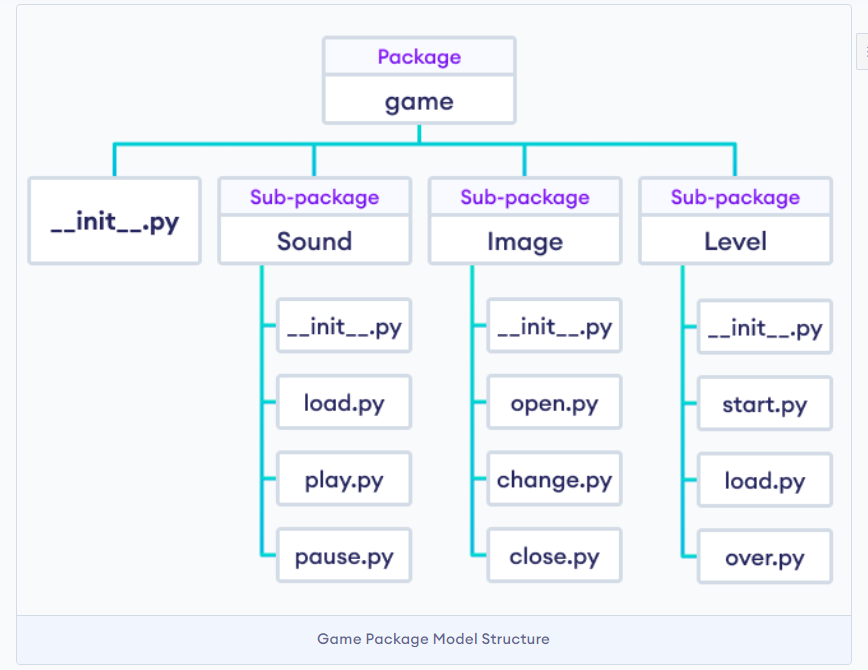 Package
game
__init__.py
Sub-package
Sound
__init__.py
load.py
play.py
pause.py
Sub-package
Image
__init__.py
open.py
change.py
close.py
Sub-package
Level
__init__.py
start.py
load.py
over.py
Game Package Model Structure